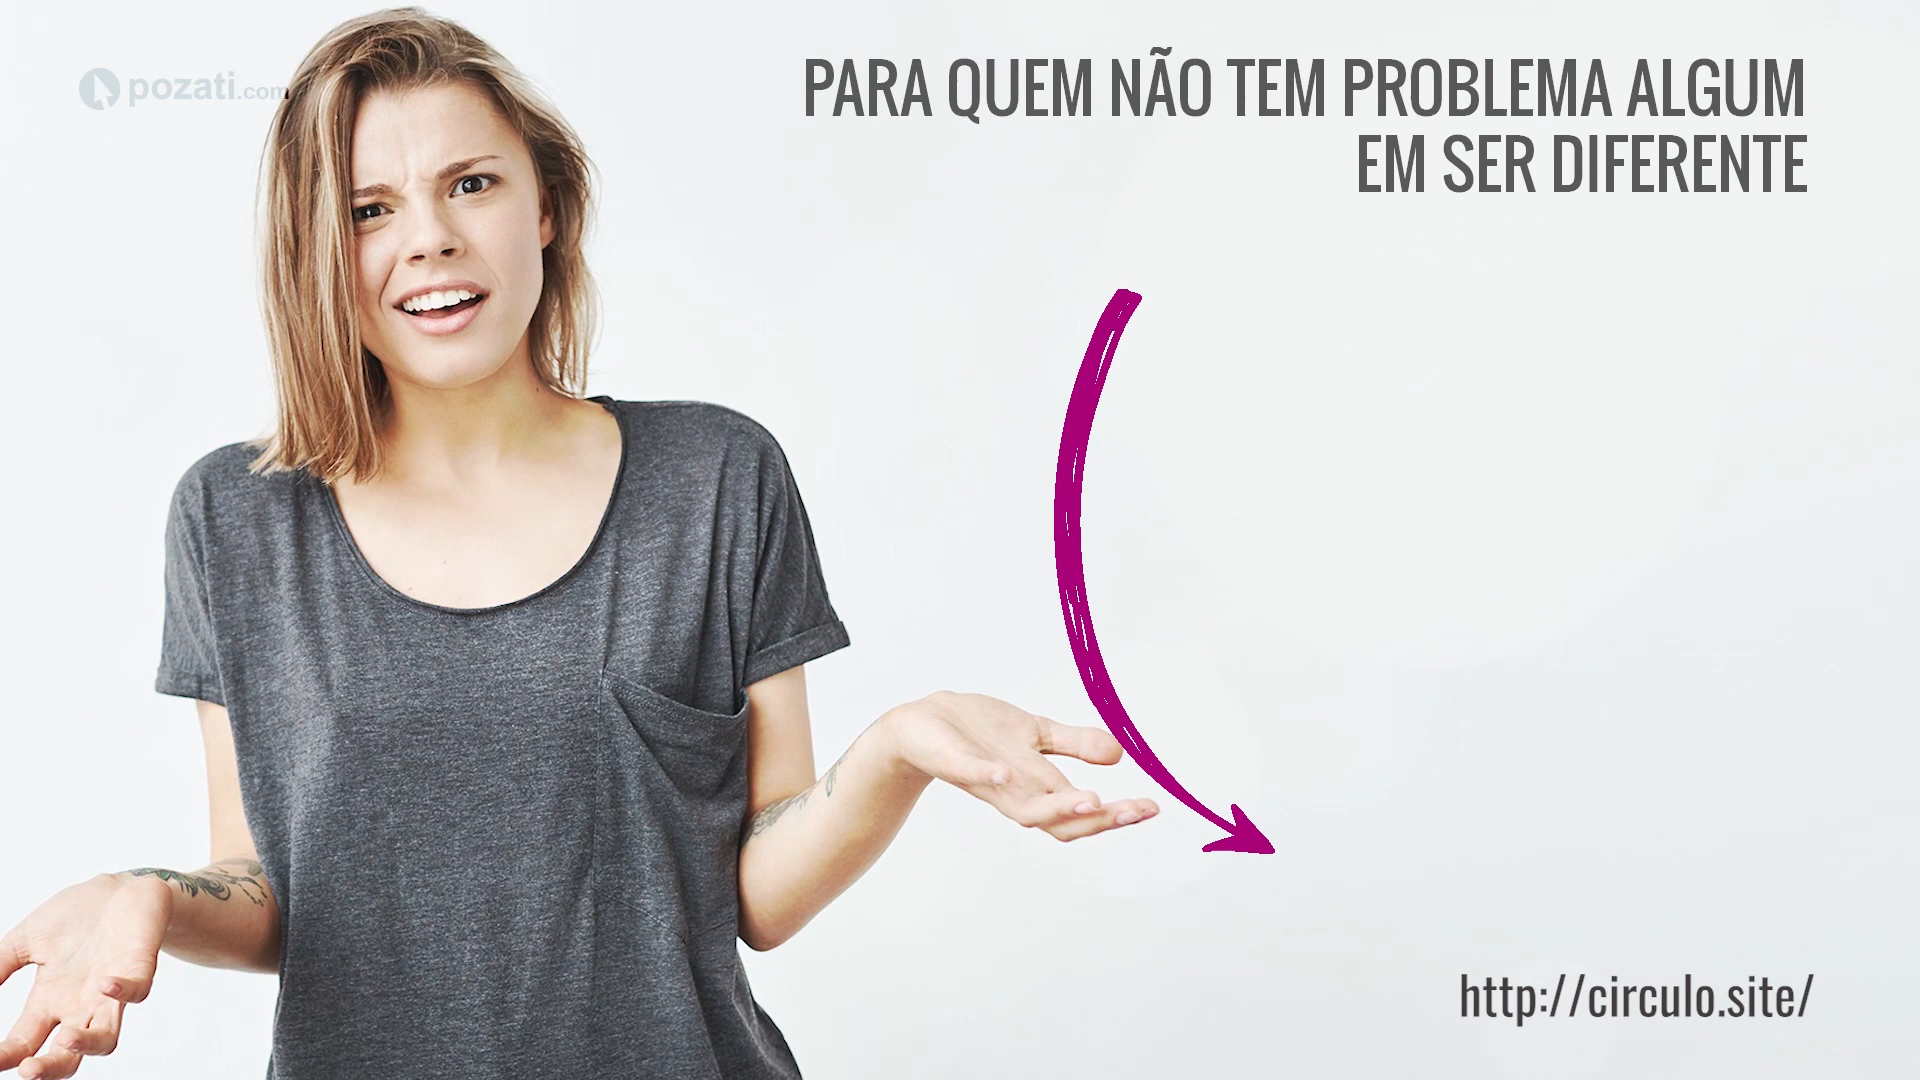 pozati.com
PARA QUEM NÃO TEM PROBLEMA ALGUM
EM SER DIFERENTE
http://circulo.site/